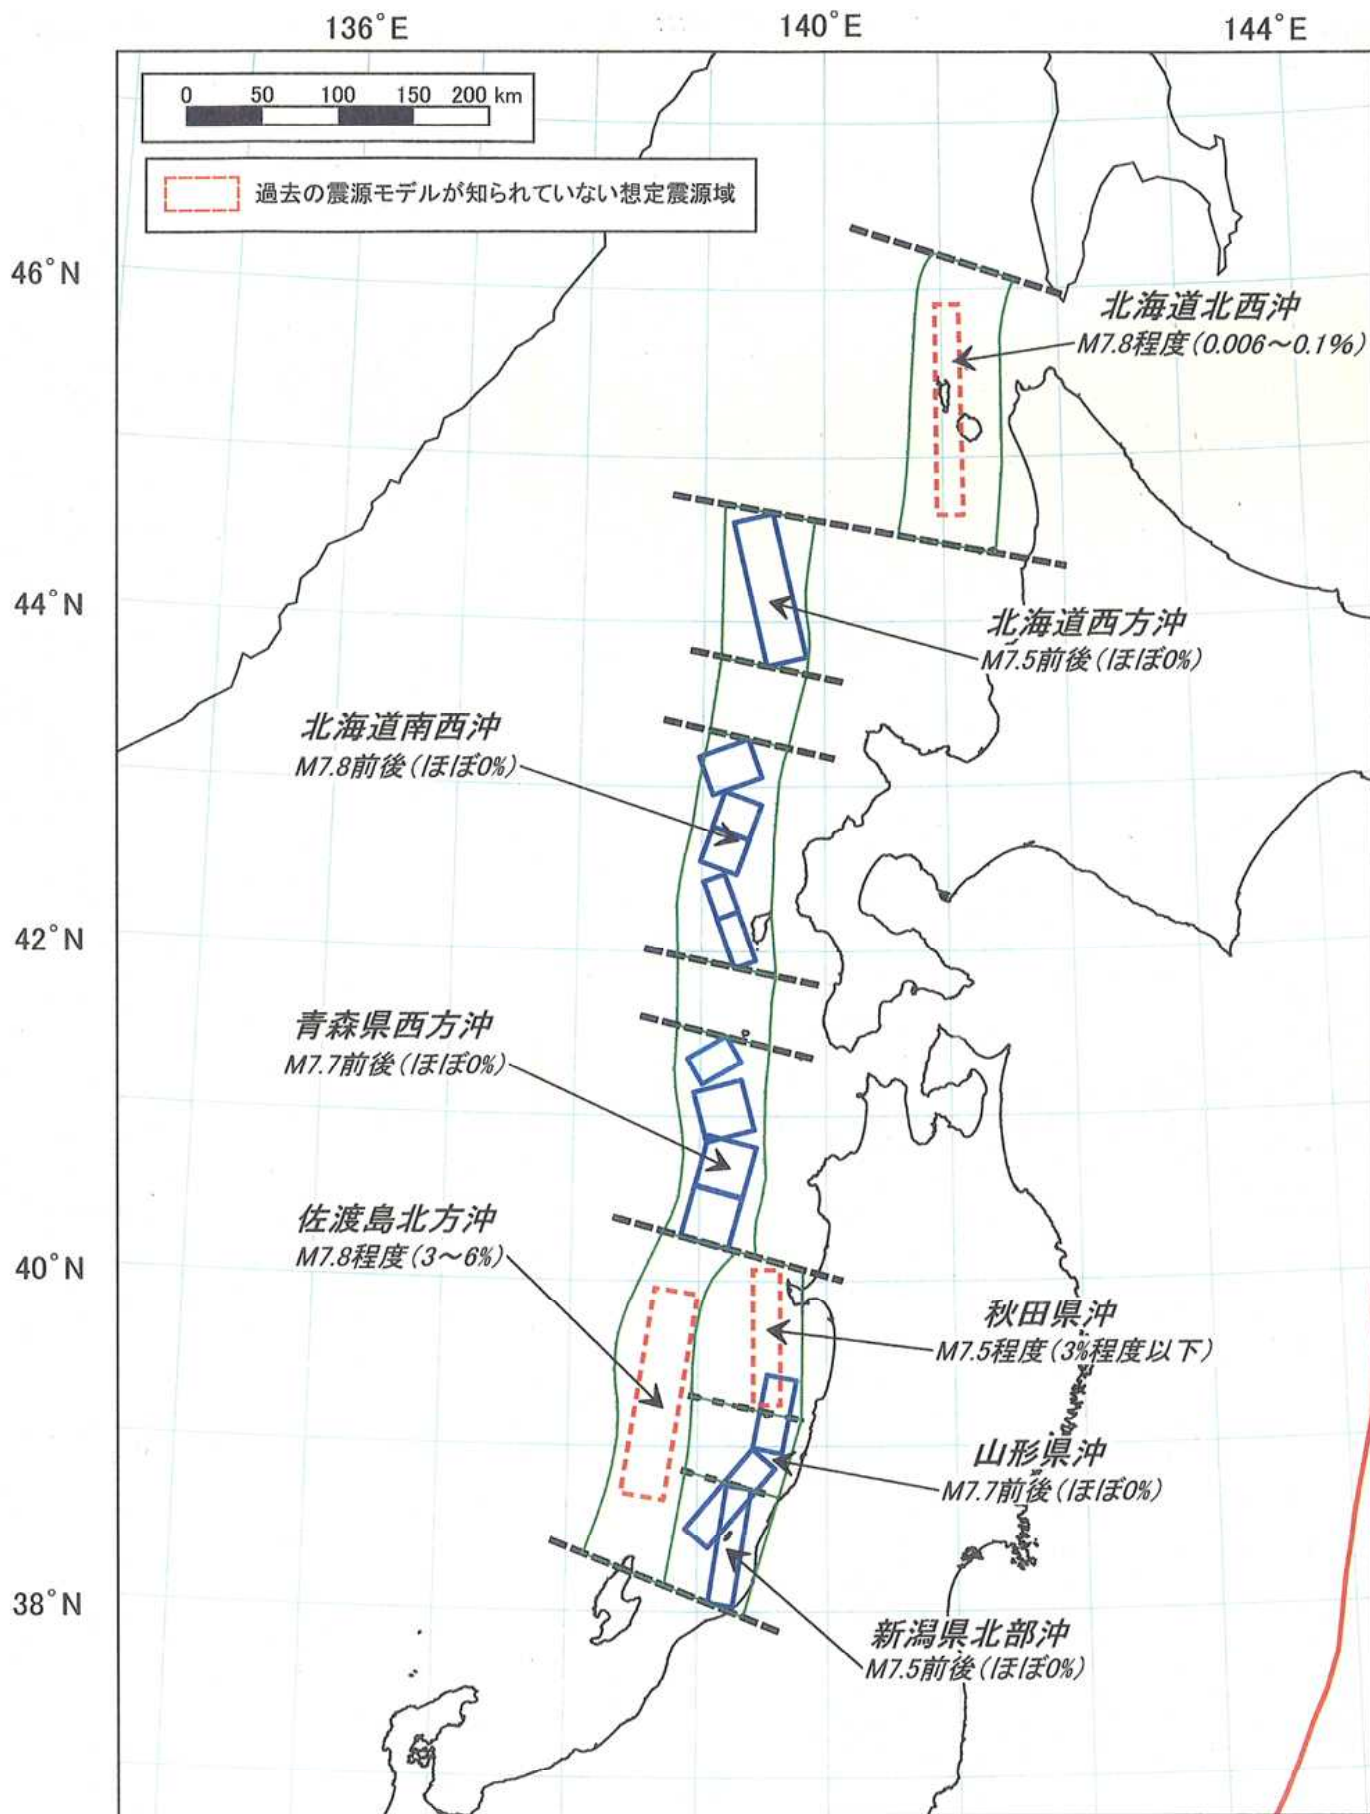 136°E 140°E 144°E
0 50 100 150 200 km
過去の震源モデルが知られていない想定震源域
46°N
北海道北西沖
M7.8程度(0.006～0.1%)
44°N
北海道西方沖
M7.5前後(ほぼ0%)
北海道南西沖
M7.8前後(ほぼ0%)
42°N
青森県西方沖
M7.7前後(ほぼ0%)
佐渡島北方沖
M7.8程度(3～6%)
40°N
秋田県沖
M7.5程度(3%程度以下)
山形県沖
M7.7前後(ほぼ0%)
38°N
新潟県北部沖
M7.5前後(ほぼ0%)